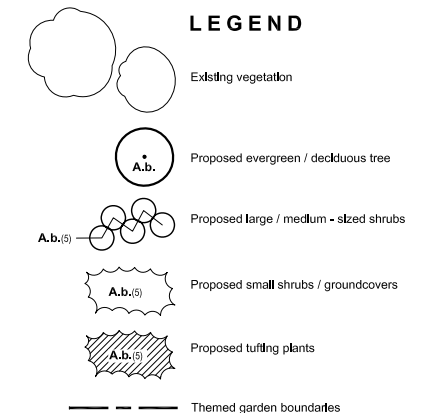 LEGEND
Existing vegetation
A.b.
Proposed evergreen / deciduous tree
Proposed large / medium - sized shrubs
A.b.(5)
A.b.(5)
Proposed small shrubs / groundcovers
A.b.(5)
Proposed tufting plants
Themed garden boundaries